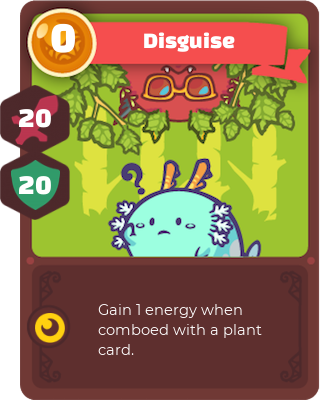 0
Disguise
20
20
?
Gain 1 energy when
comboed with a plant
card.